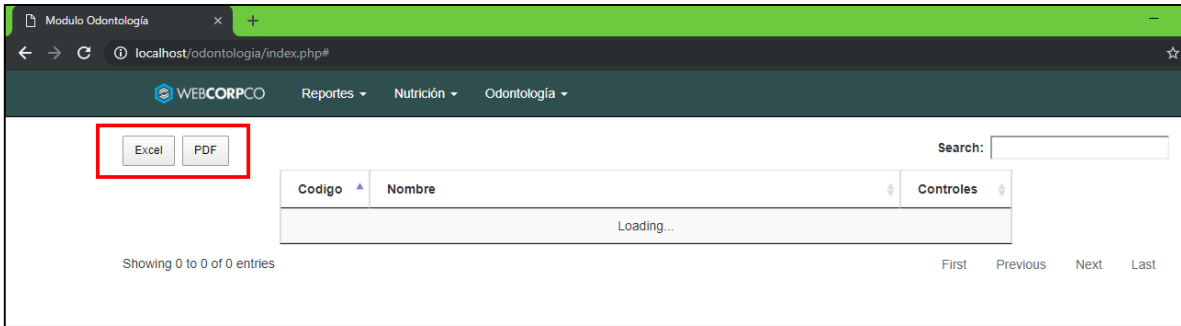 Modulo Odontología
localhost/odontologia/index.php#
WEBCORPCO Reportes Nutrición Odontología
Excel PDF Search:
Codigo Nombre Controles
Loading...
Showing 0 to 0 of 0 entries First Previous Next Last